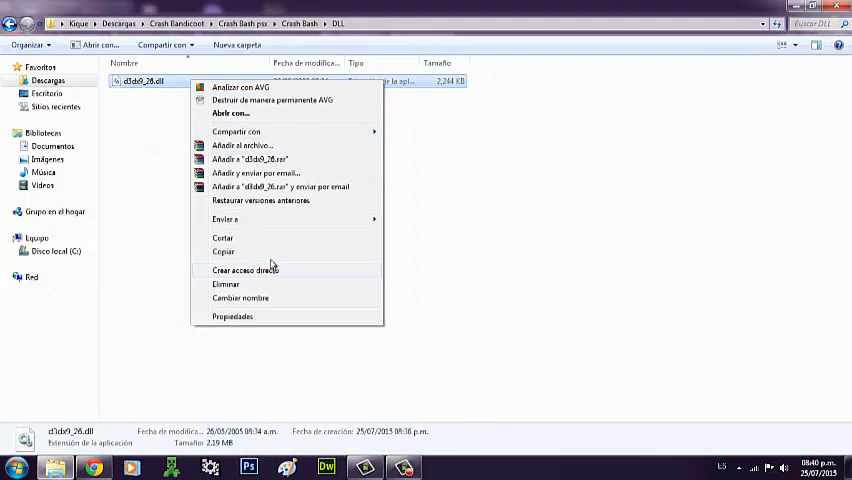 Kique ▸ Descargas ▸ Crash Bandicoot ▸ Crash Bash psx ▸ Crash Bash ▸ DLL
Buscar DLL
Organizar
Abrir con...
Compartir con
Nueva carpeta
Nombre
Fecha de modifica...
Tipo
Tamaño
Favoritos
Descargas
Escritorio
Sitios recientes
Bibliotecas
Documentos
Imágenes
Música
Vídeos
Grupo en el hogar
Equipo
Disco local (C:)
Red
d3dx9_26.dll
2,244 KB
Analizar con AVG
Destruir de manera permanente AVG
Abrir con...
Compartir con
Añadir al archivo...
Añadir a "d3dx9_26.rar"
Añadir y enviar por email...
Añadir a "d3dx9_26.rar" y enviar por email
Restaurar versiones anteriores
Enviar a
Cortar
Copiar
Crear acceso directo
Eliminar
Cambiar nombre
Propiedades
d3dx9_26.dll
Fecha de modifica... 26/05/2005 08:34 a.m.
Fecha de creación: 25/07/2015 08:36 p.m.
Extensión de la aplicación
Tamaño: 2.19 MB
Ps
Dw
ES
08:40 p.m.
25/07/2015